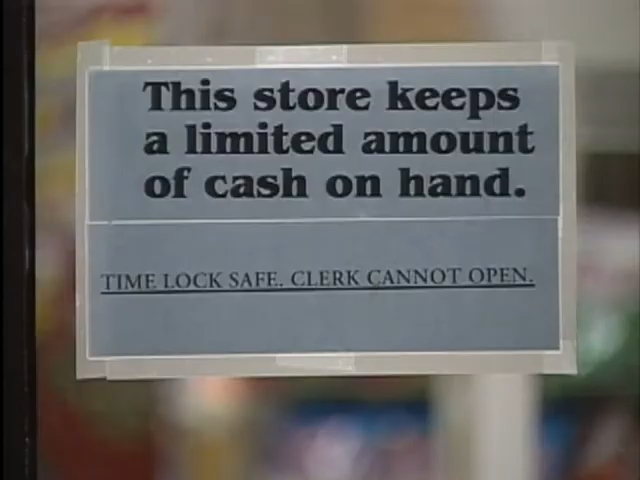 This store keeps
a limited amount
of cash on hand.
TIME LOCK SAFE. CLERK CANNOT OPEN.